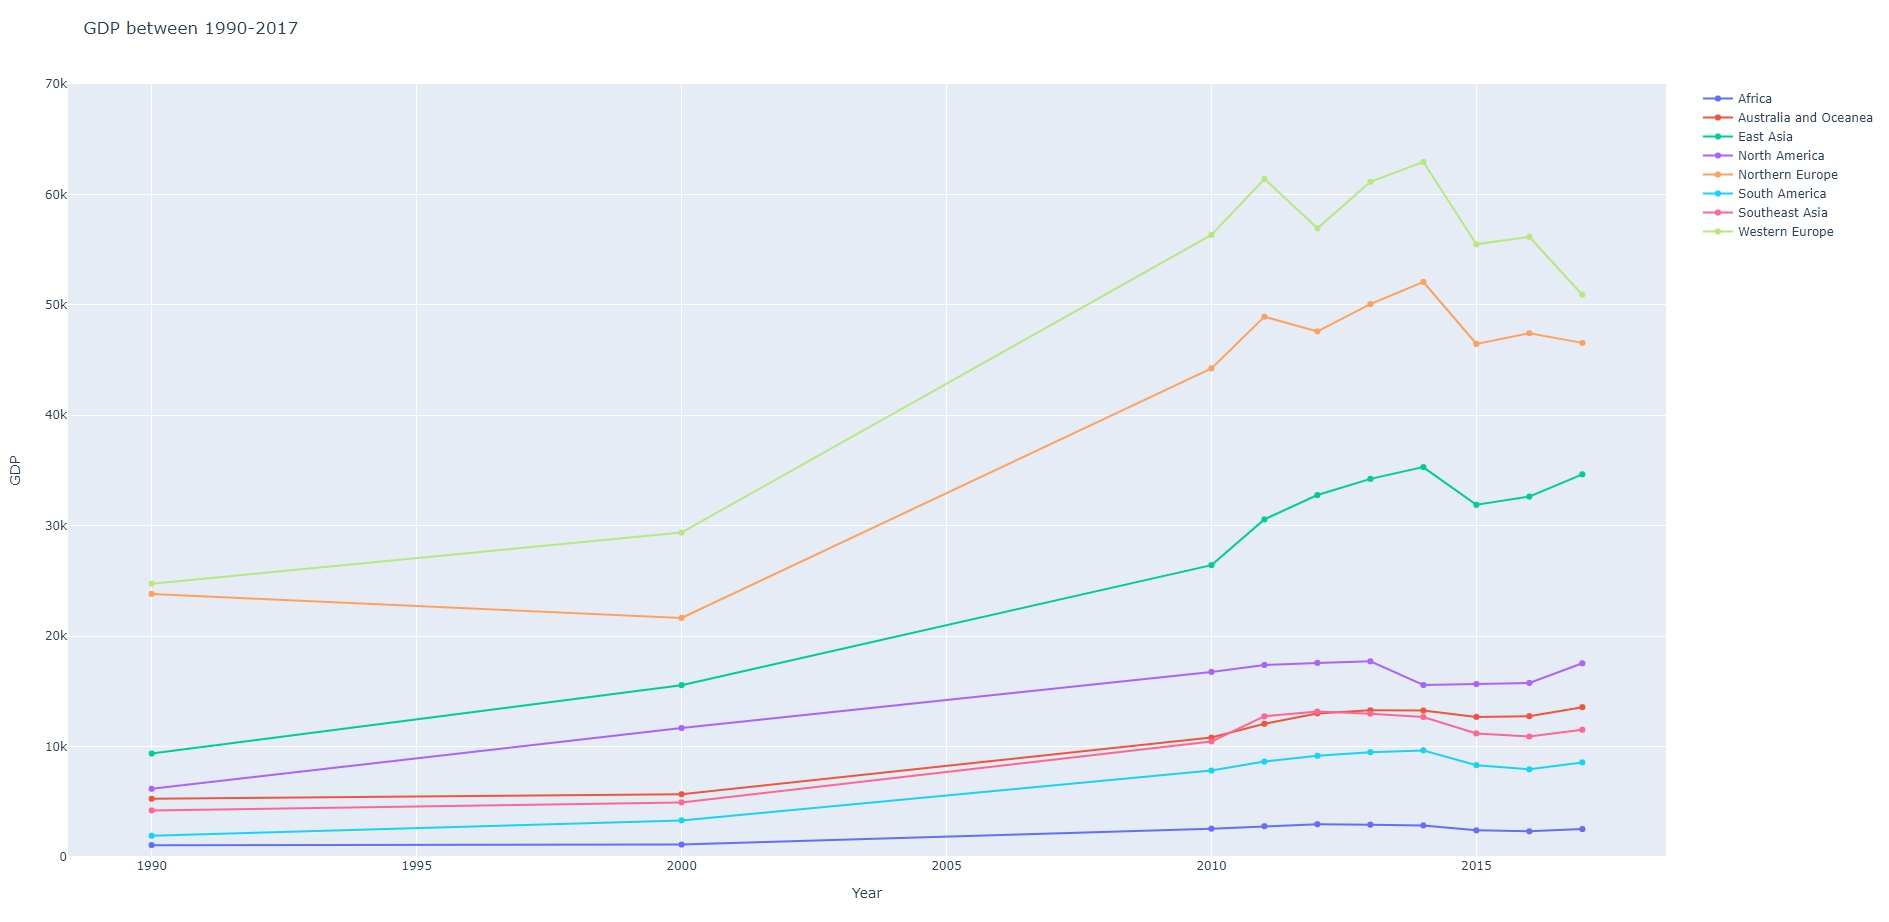 GDP between 1990-2017
70k
60k
50k
40k
30k
20k
10k
0
GDP
1990
1995
2000
2005
2010
2015
Year
Africa
Australia and Oceanea
East Asia
North America
Northern Europe
South America
Southeast Asia
Western Europe